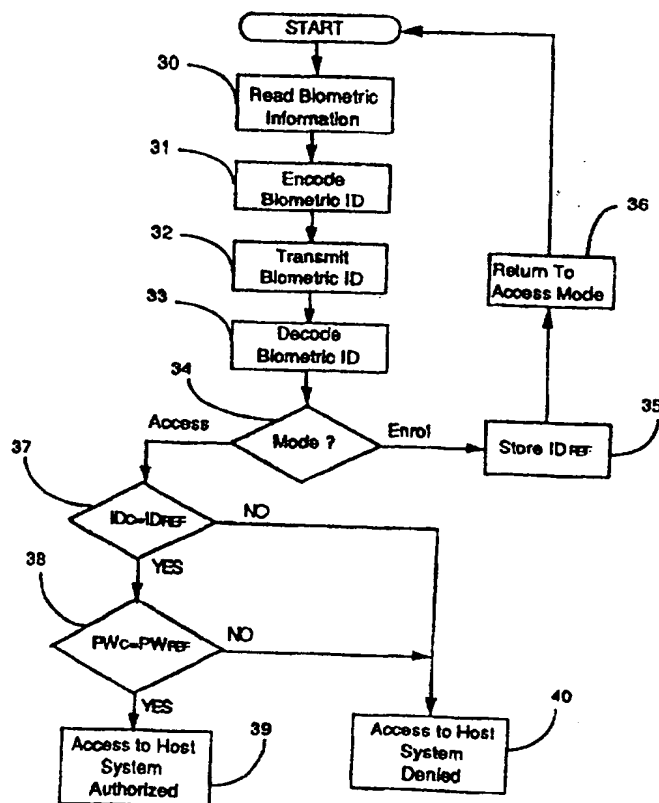 START
30
Read Biometric
Information
31
Encode
Biometric ID
32
Transmit
Biometric ID
33
Decode
Biometric ID
34
Mode ?
Access
Enrol
35
Store IDREF
36
Return To
Access Mode
37
IDC=IDREF
NO
YES
38
PWC=PWREF
NO
YES
39
Access to Host
System
Authorized
40
Access to Host
System
Denied